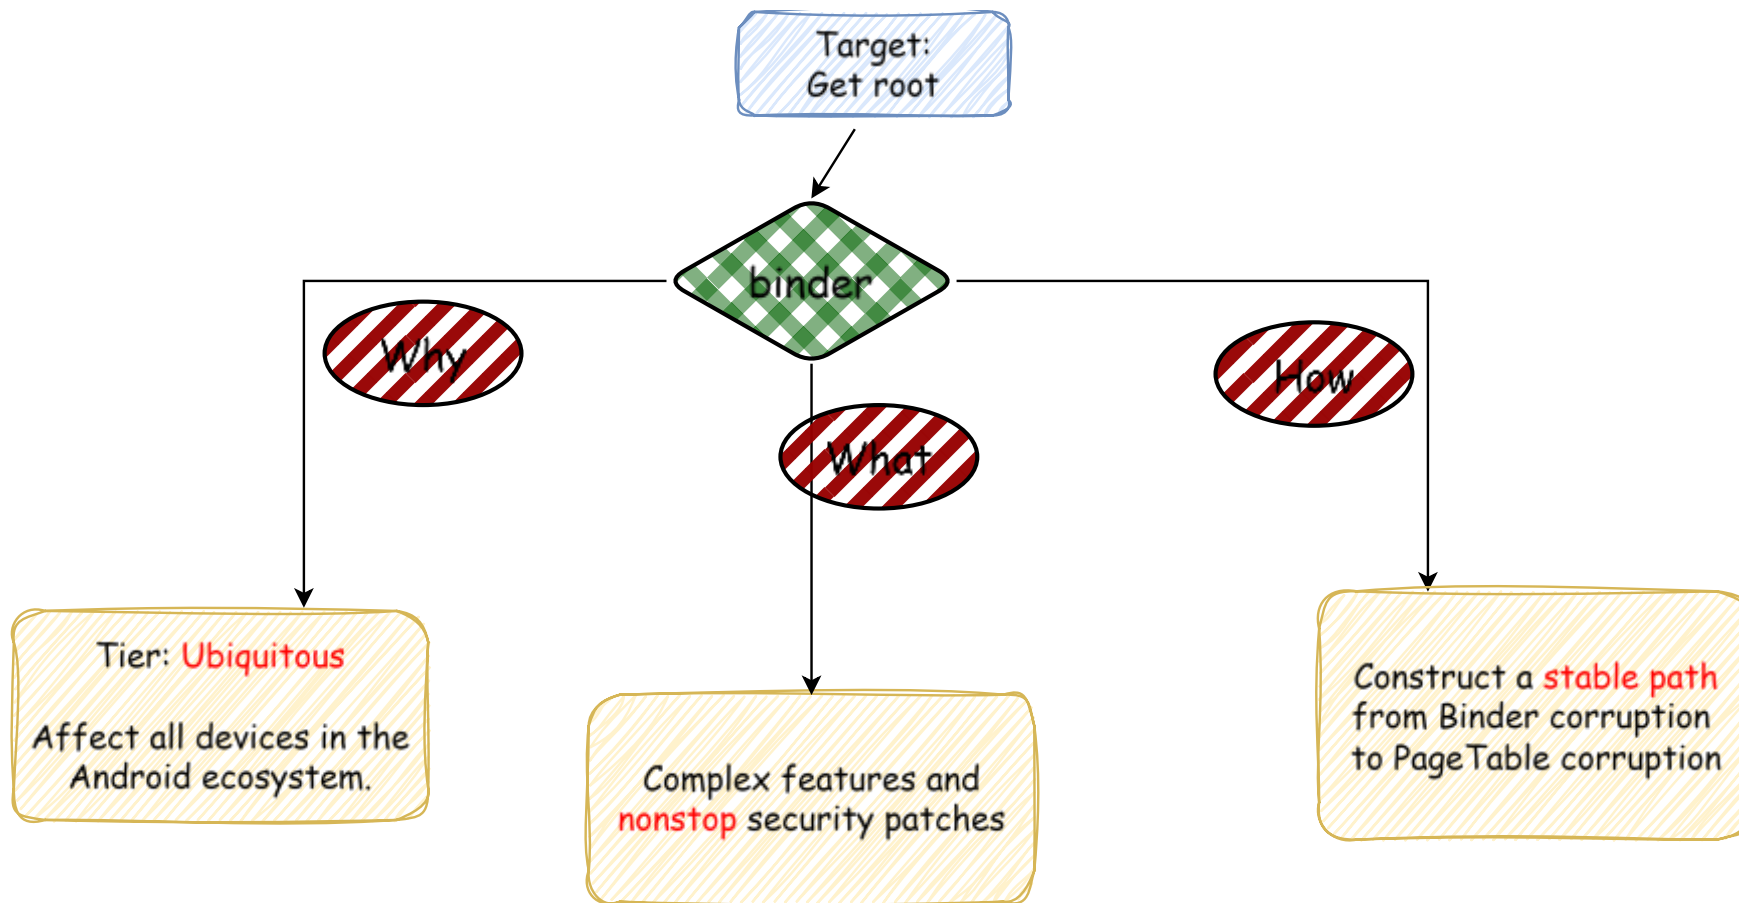 Target:
Get root
binder
Why
What
How
Tier: Ubiquitous
Affect all devices in the
Android ecosystem.
Complex features and
nonstop security patches
Construct a stable path
from Binder corruption
to PageTable corruption